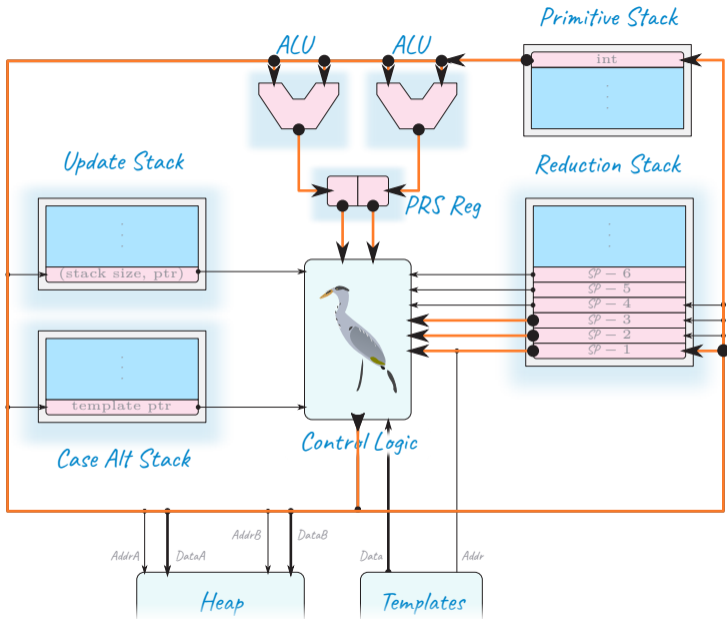 Primitive Stack
ALU
ALU
int
Update Stack
Reduction Stack
PRS Reg
(stack size, ptr)
SP − 6
SP − 5
SP − 4
SP − 3
SP − 2
SP − 1
template ptr
Control Logic
Case Alt Stack
AddrA
DataA
AddrB
DataB
Data
Addr
Heap
Templates